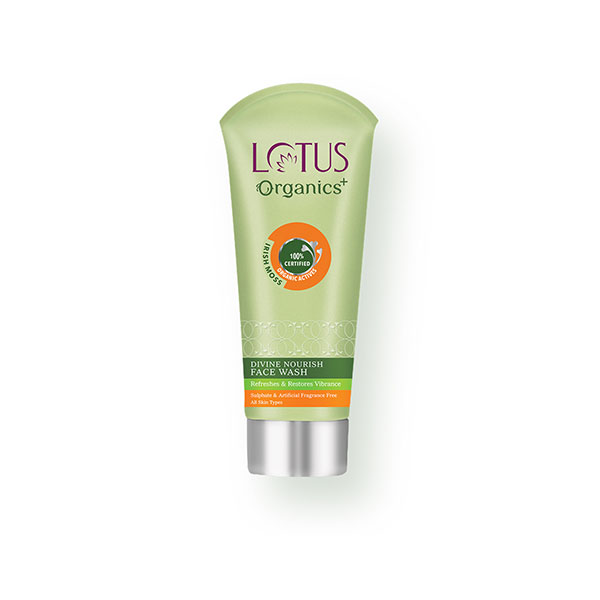 LOTUS
Organics+
IRISH MOSS
100%
CERTIFIED
ORGANIC ACTIVES
DIVINE NOURISH
FACE WASH
Refreshes & Restores Vibrance
Sulphate & Artificial Fragrance Free
All Skin Types